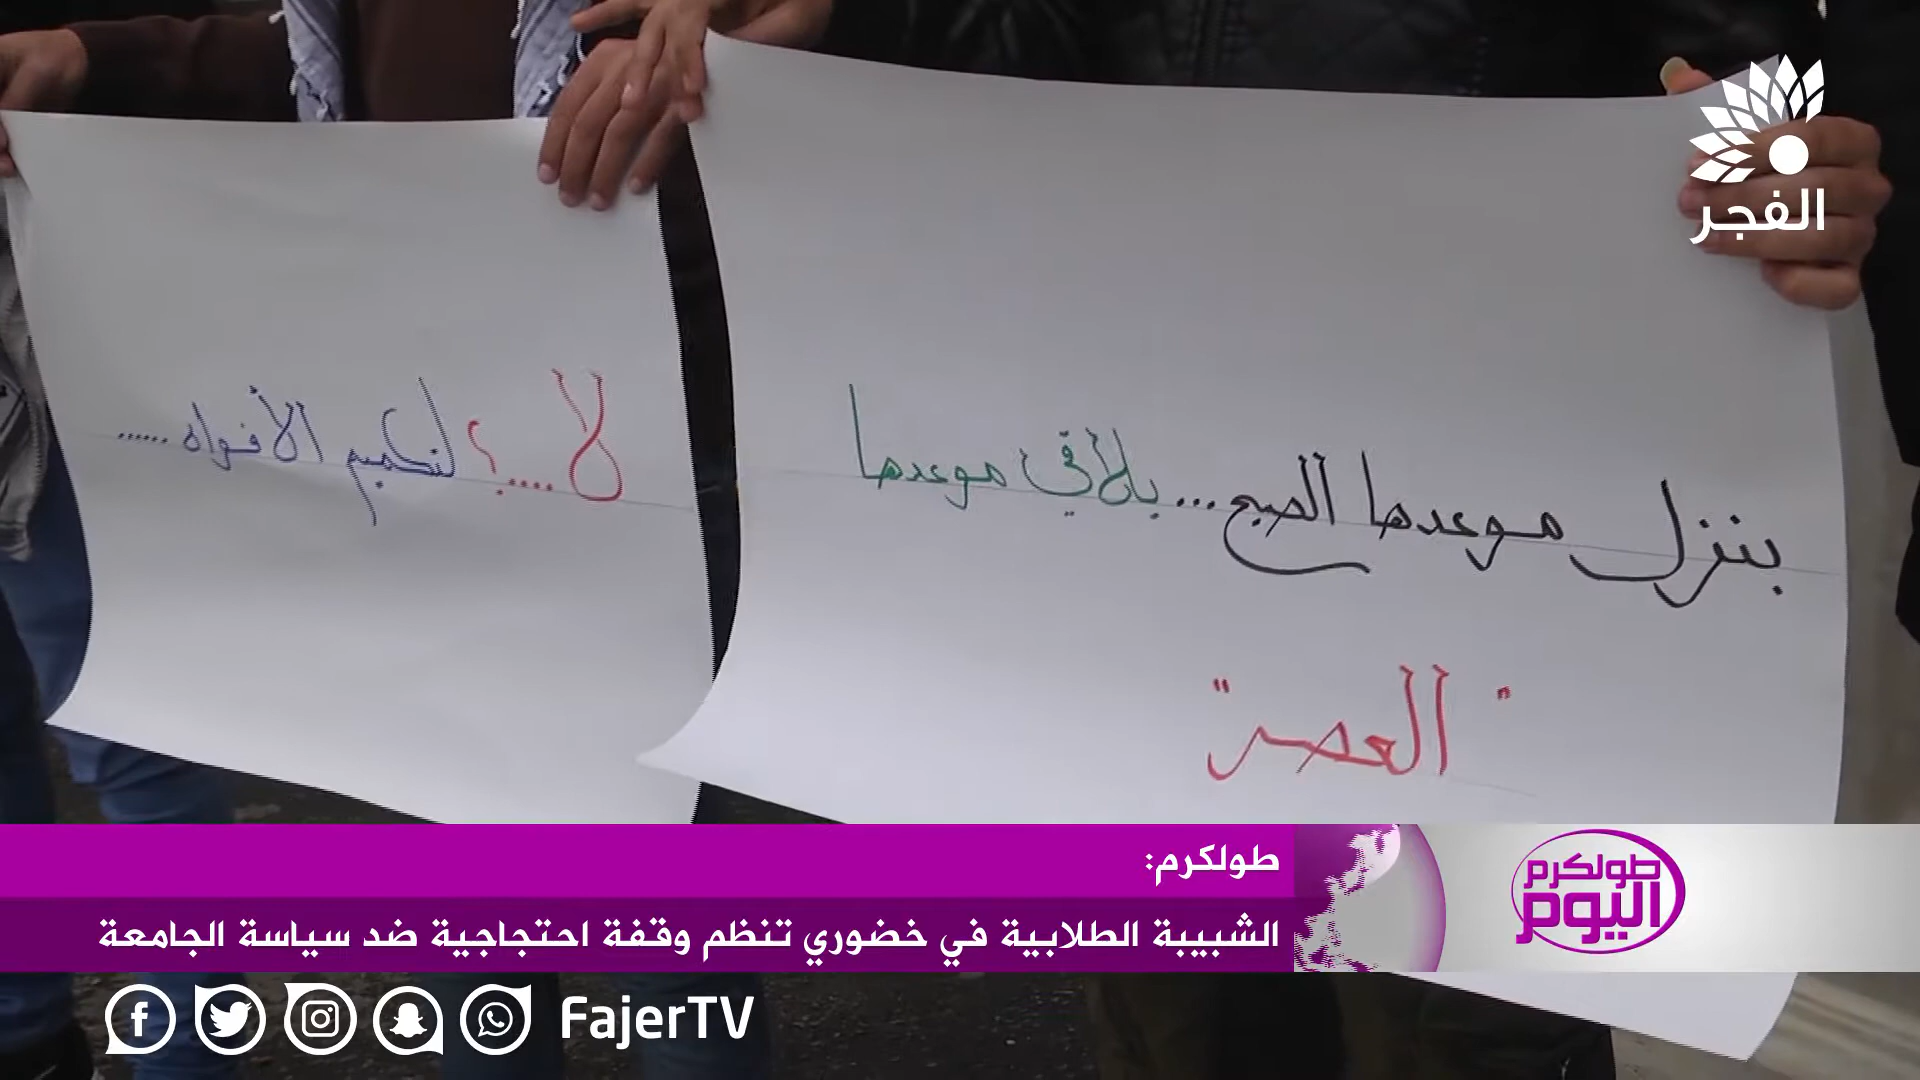 الفجر
بنزل موعدها الصبح... بلاقي موعدها
" العصر "
لا....؟ لتكميم الأفواه ......
طولكرم:
الشبيبة الطلابية في خضوري تنظم وقفة احتجاجية ضد سياسة الجامعة
طولكرم
اليوم
FajerTV